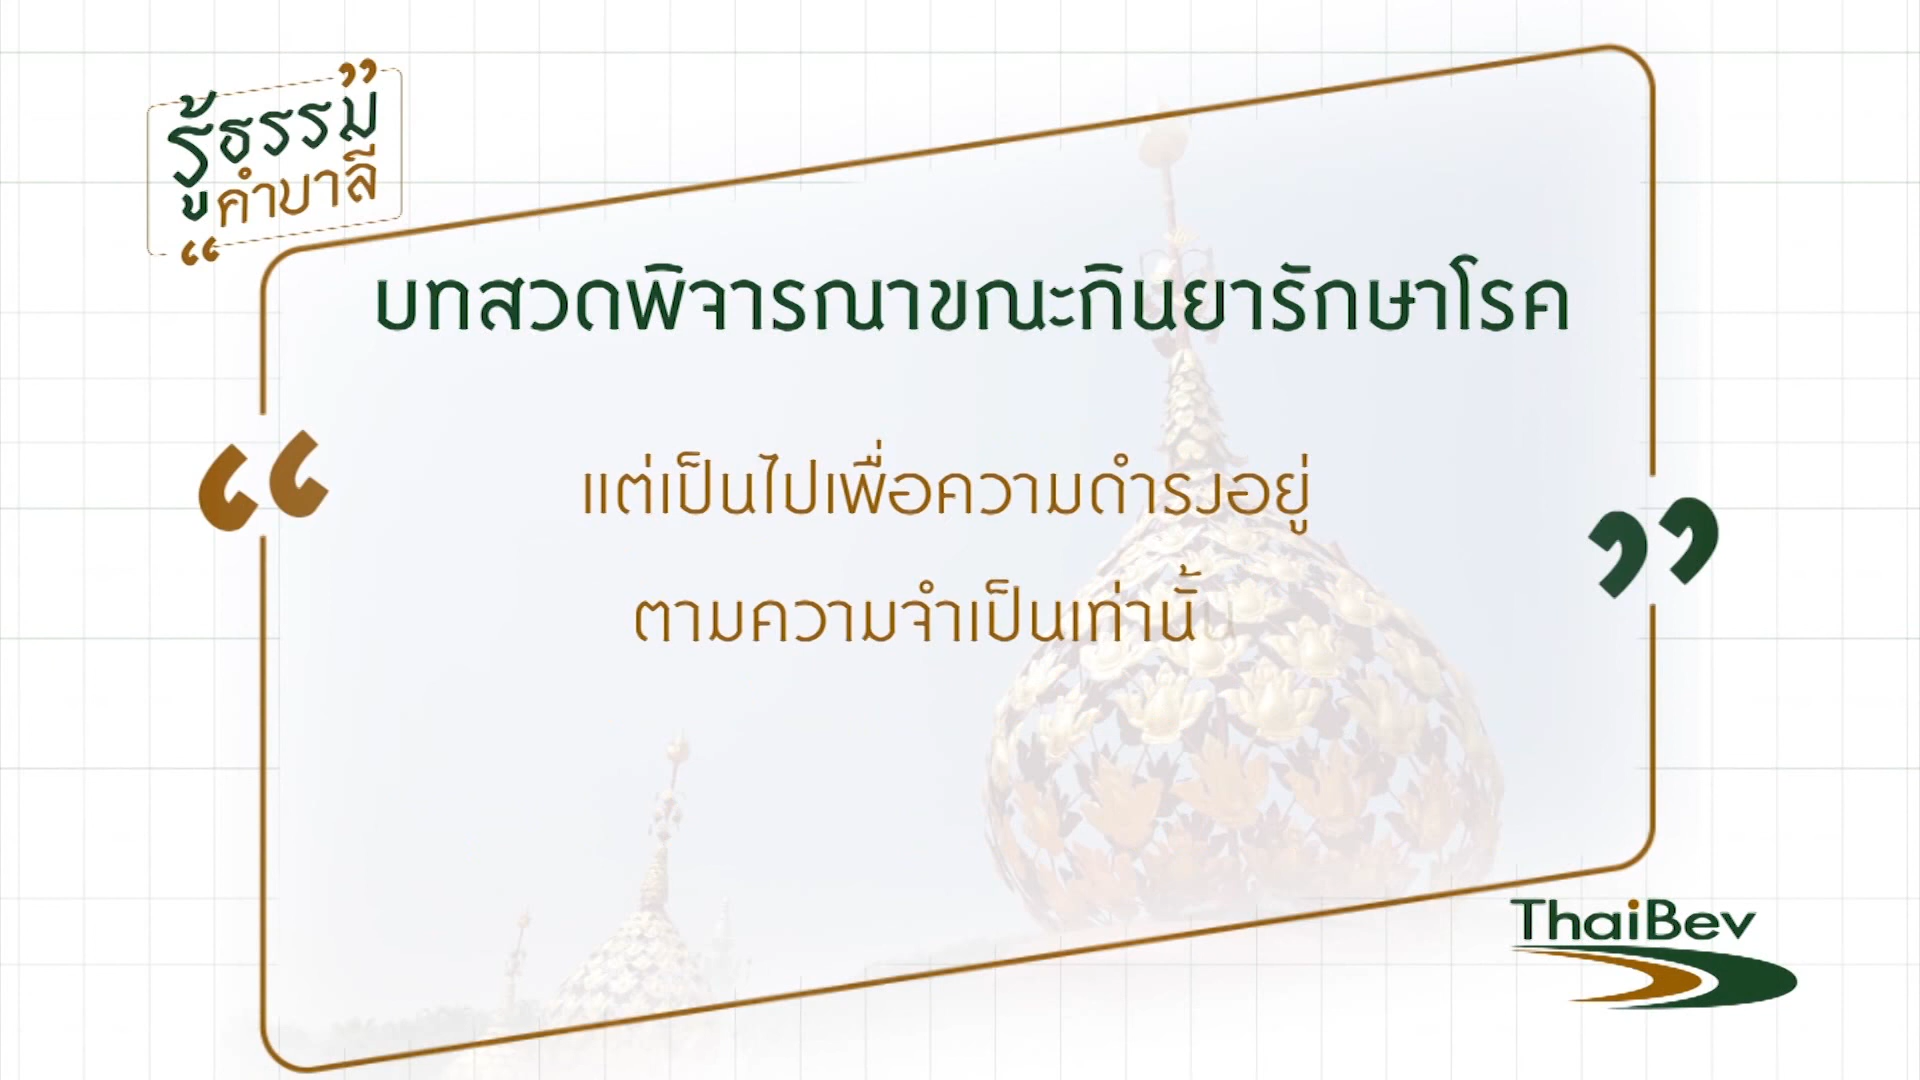 รู้ธรรม
คำบาลี
บทสวดพิจารณาขณะกินยารักษาโรค
แต่เป็นไปเพื่อความดำรงอยู่
ตามความจำเป็นเท่านั้น
ThaiBev